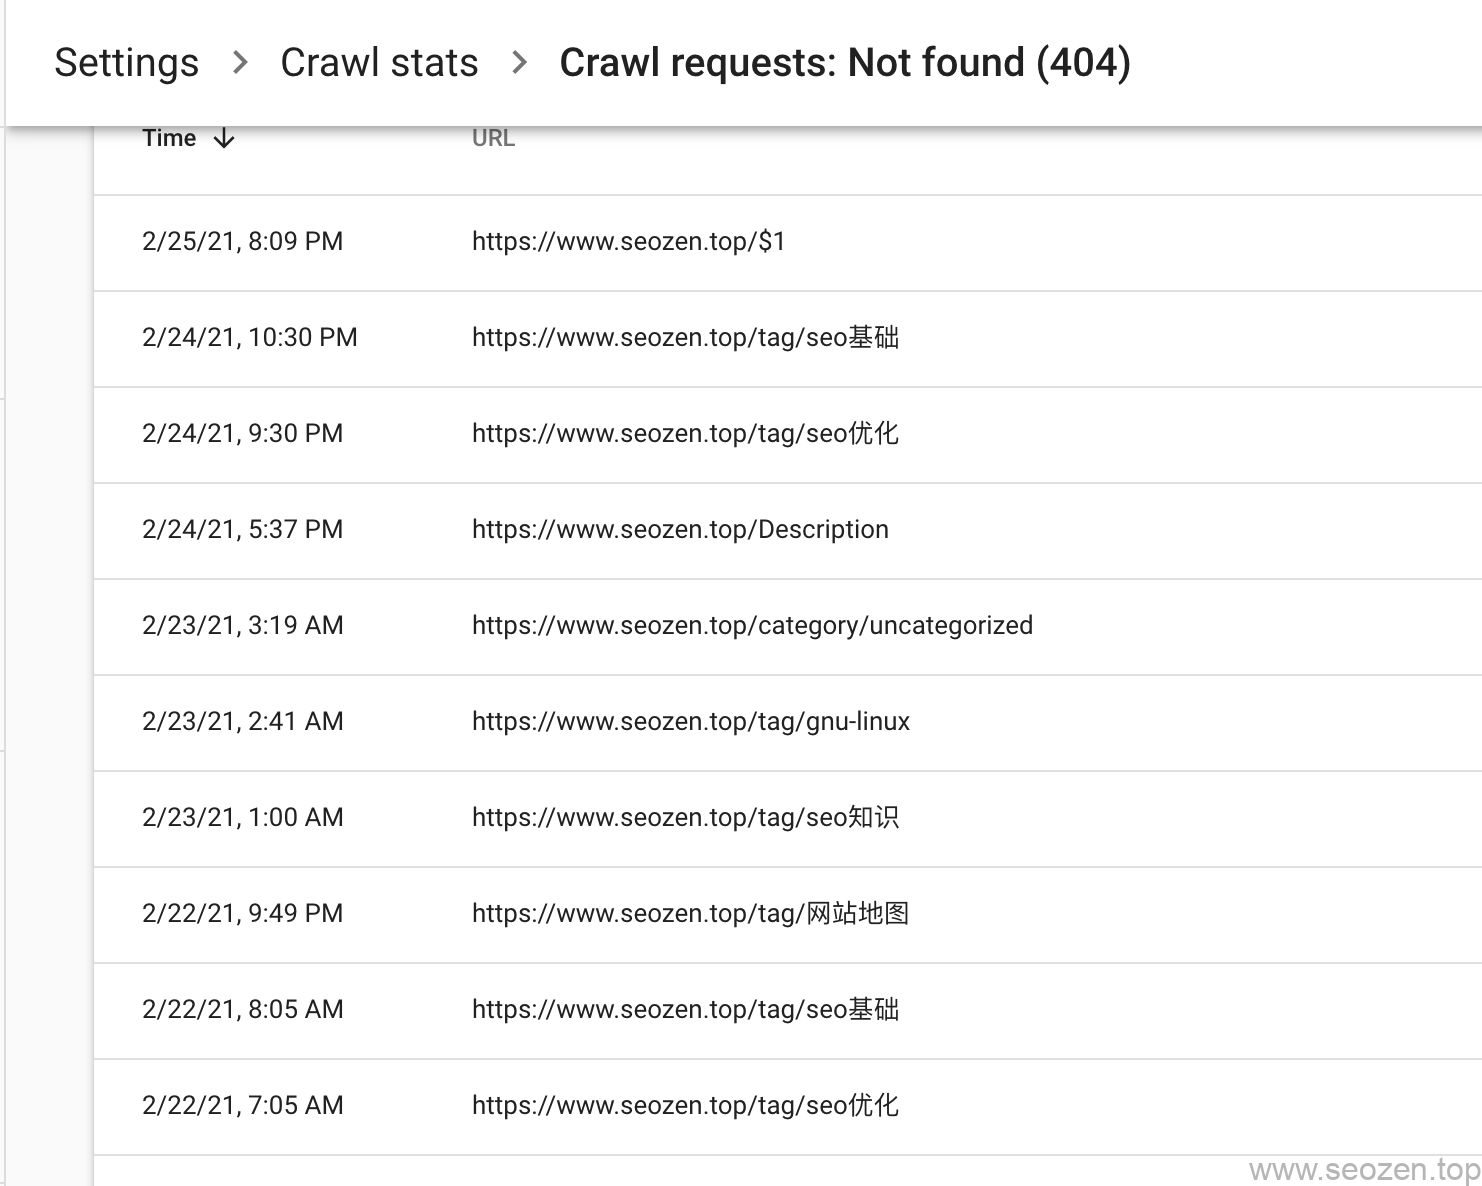 Settings > Crawl stats > Crawl requests: Not found (404)
Time ↓ URL
2/25/21, 8:09 PM https://www.seozen.top/$1
2/24/21, 10:30 PM https://www.seozen.top/tag/seo基础
2/24/21, 9:30 PM https://www.seozen.top/tag/seo优化
2/24/21, 5:37 PM https://www.seozen.top/Description
2/23/21, 3:19 AM https://www.seozen.top/category/uncategorized
2/23/21, 2:41 AM https://www.seozen.top/tag/gnu-linux
2/23/21, 1:00 AM https://www.seozen.top/tag/seo知识
2/22/21, 9:49 PM https://www.seozen.top/tag/网站地图
2/22/21, 8:05 AM https://www.seozen.top/tag/seo基础
2/22/21, 7:05 AM https://www.seozen.top/tag/seo优化
www.seozen.top